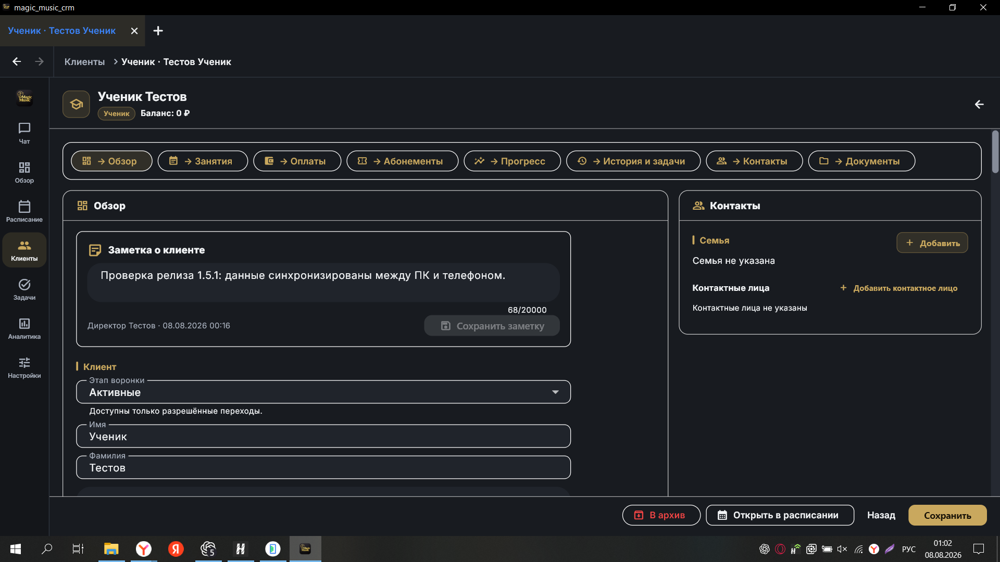 magic_music_crm
Ученик · Тестов Ученик
Клиенты > Ученик · Тестов Ученик
Magic Music
Ученик Тестов
Ученик Баланс: 0 ₽
Чат
Обзор
Расписание
Клиенты
Задачи
Аналитика
Настройки
→ Обзор → Занятия → Оплаты → Абонементы → Прогресс → История и задачи → Контакты → Документы
Обзор
Заметка о клиенте
Проверка релиза 1.5.1: данные синхронизированы между ПК и телефоном.
68/20000
Директор Тестов · 08.08.2026 00:16
Сохранить заметку
Клиент
Этап воронки
Активные
Доступны только разрешённые переходы.
Имя
Ученик
Фамилия
Тестов
Контакты
Семья
+ Добавить
Семья не указана
Контактные лица
+ Добавить контактное лицо
Контактные лица не указаны
В архив
Открыть в расписании
Назад
Сохранить
РУС
01:02
08.08.2026